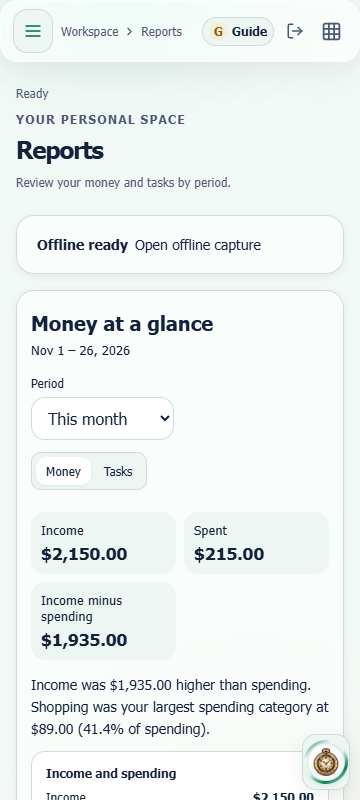 Workspace > Reports
G Guide
Ready
YOUR PERSONAL SPACE
Reports
Review your money and tasks by period.
Offline ready Open offline capture
Money at a glance
Nov 1 – 26, 2026
Period
This month
Money Tasks
Income
$2,150.00
Spent
$215.00
Income minus
spending
$1,935.00
Income was $1,935.00 higher than spending.
Shopping was your largest spending category at
$89.00 (41.4% of spending).
Income and spending
Income $2,150.00